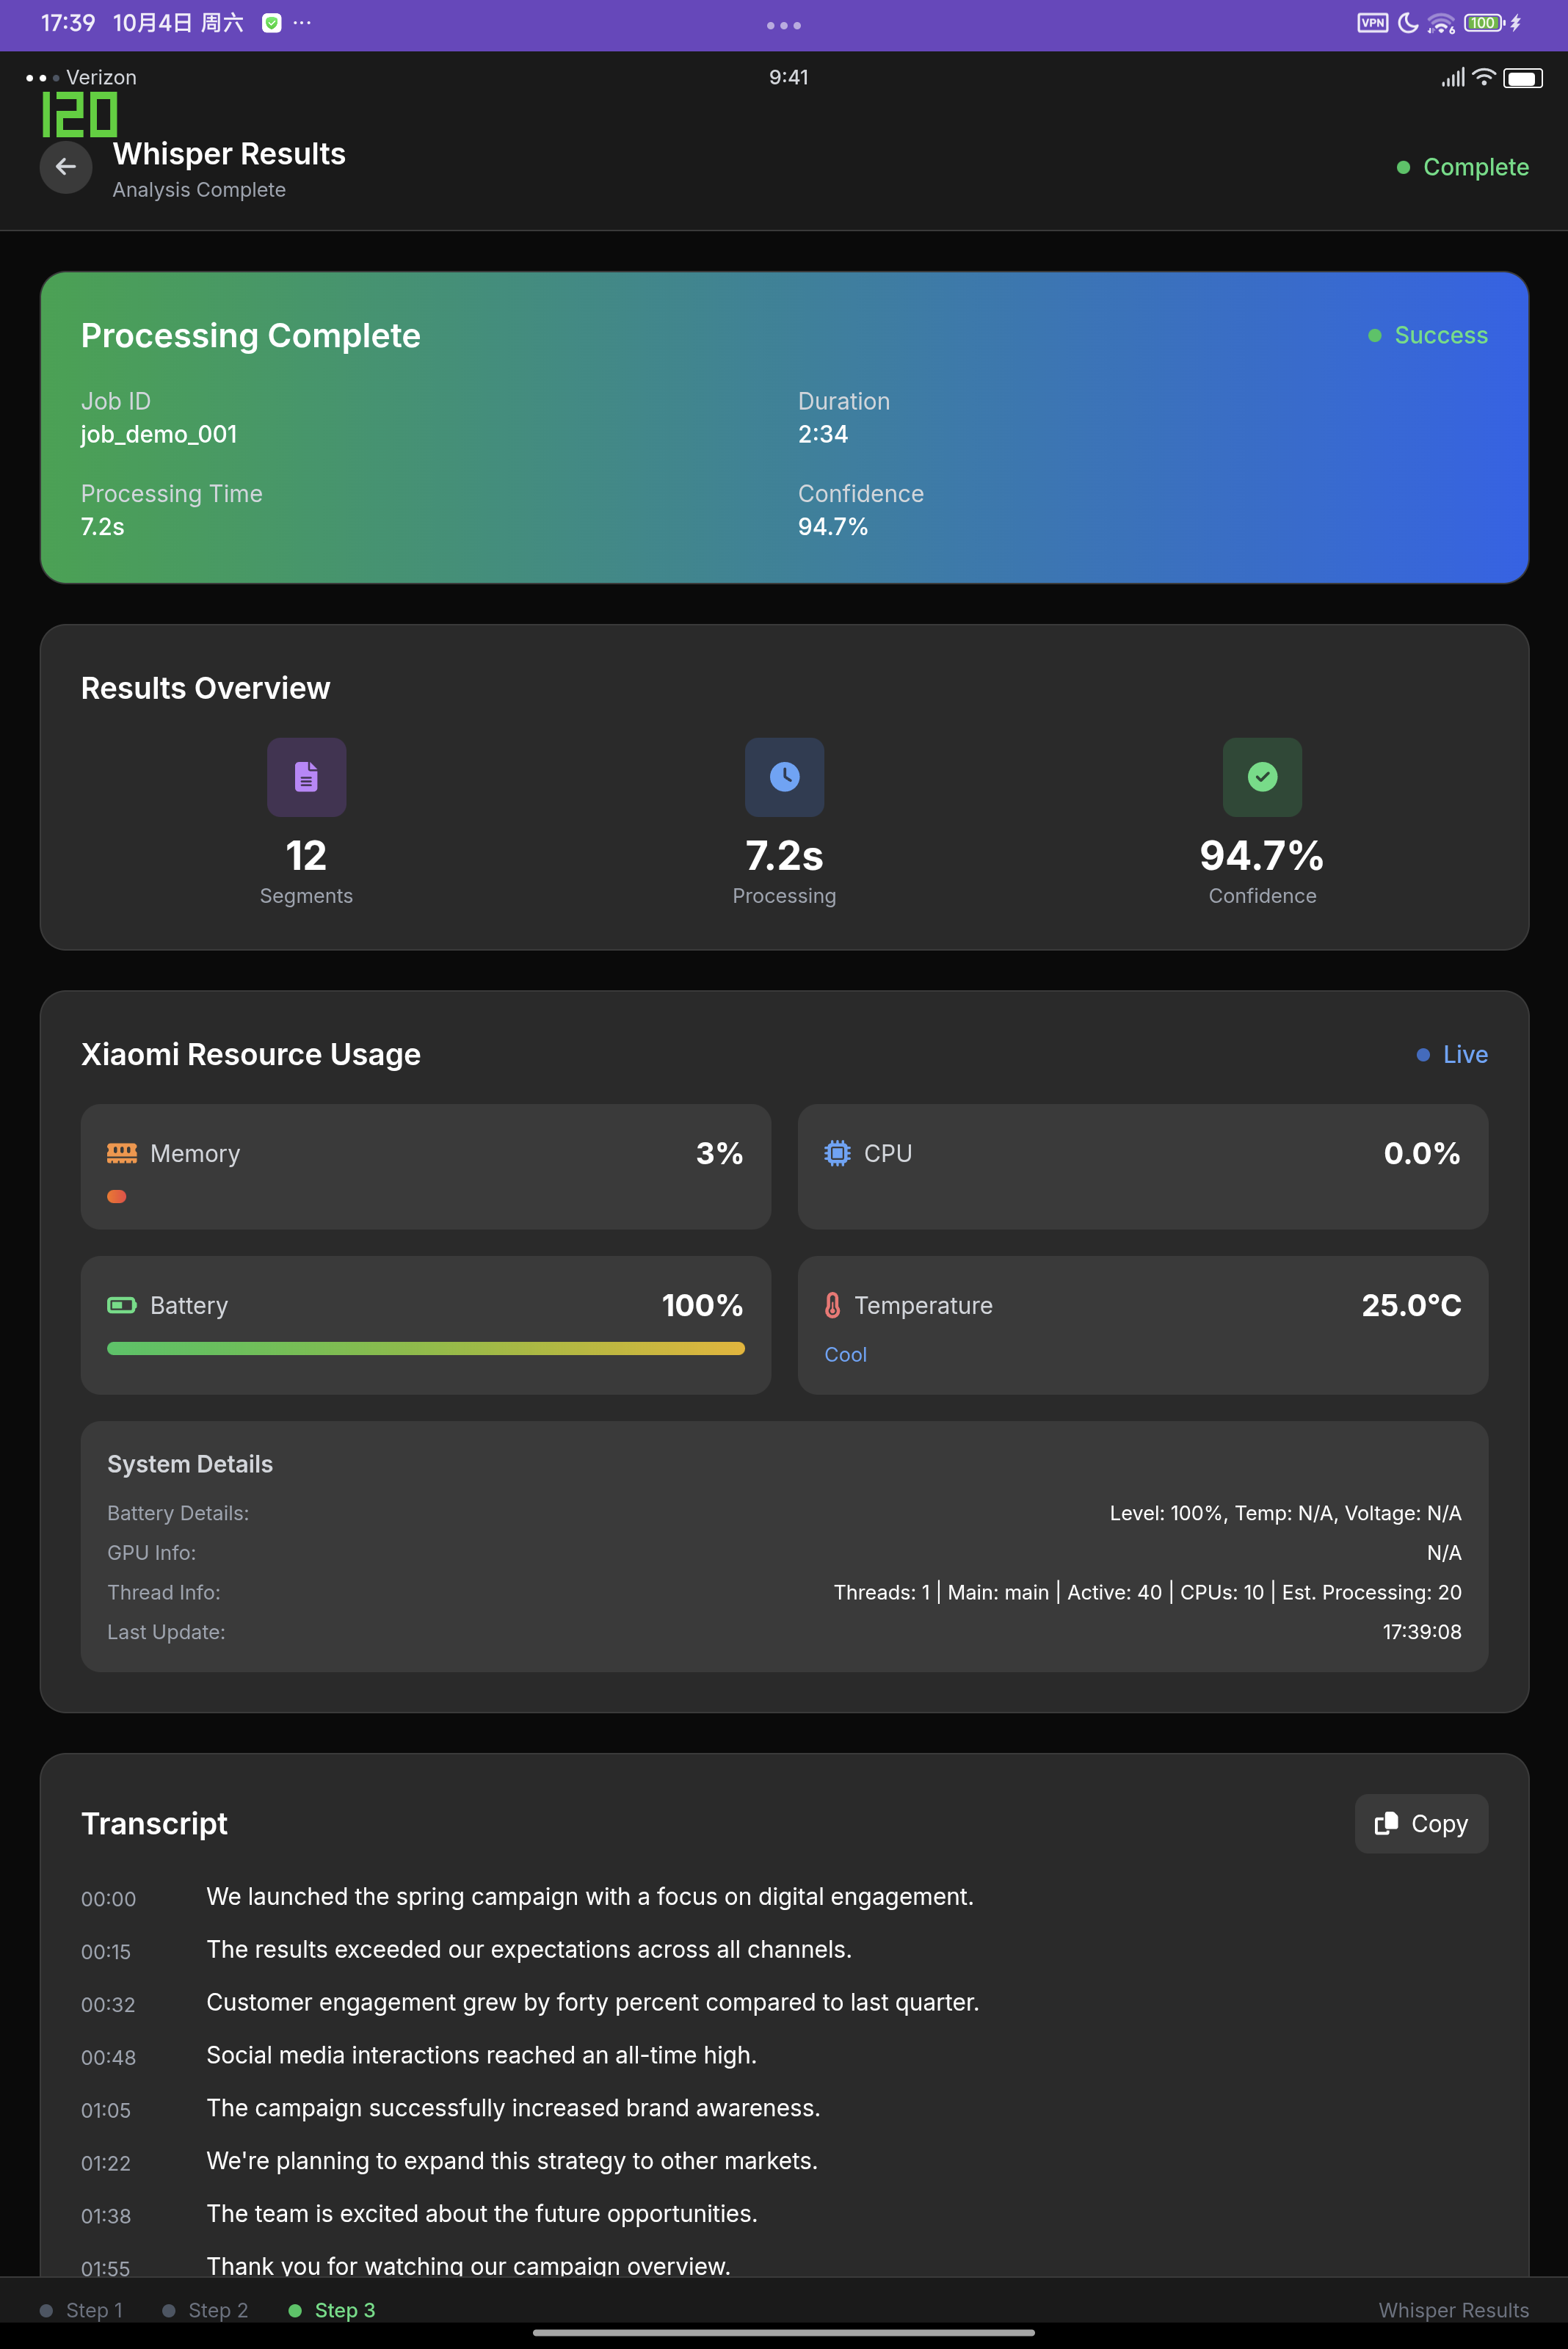 17:39 10月4日 周六 ···
VPN 6 100
Verizon 9:41
120
Whisper Results
Analysis Complete
Complete
Processing Complete
Success
Job ID
job_demo_001
Duration
2:34
Processing Time
7.2s
Confidence
94.7%
Results Overview
12
Segments
7.2s
Processing
94.7%
Confidence
Xiaomi Resource Usage
Live
Memory 3%
CPU 0.0%
Battery 100%
Temperature 25.0°C
Cool
System Details
Battery Details: Level: 100%, Temp: N/A, Voltage: N/A
GPU Info: N/A
Thread Info: Threads: 1 | Main: main | Active: 40 | CPUs: 10 | Est. Processing: 20
Last Update: 17:39:08
Transcript
Copy
00:00 We launched the spring campaign with a focus on digital engagement.
00:15 The results exceeded our expectations across all channels.
00:32 Customer engagement grew by forty percent compared to last quarter.
00:48 Social media interactions reached an all-time high.
01:05 The campaign successfully increased brand awareness.
01:22 We're planning to expand this strategy to other markets.
01:38 The team is excited about the future opportunities.
01:55 Thank you for watching our campaign overview.
Step 1 Step 2 Step 3 Whisper Results